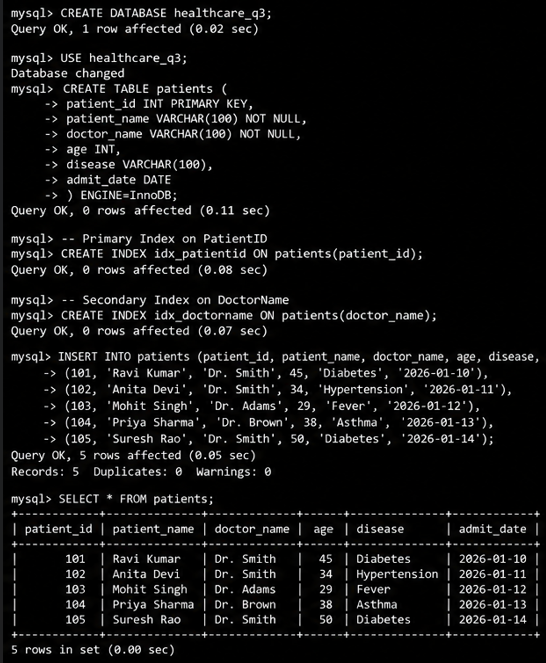 mysql> CREATE DATABASE healthcare_q3;
Query OK, 1 row affected (0.02 sec)
mysql> USE healthcare_q3;
Database changed
mysql> CREATE TABLE patients (
-> patient_id INT PRIMARY KEY,
-> patient_name VARCHAR(100) NOT NULL,
-> doctor_name VARCHAR(100) NOT NULL,
-> age INT,
-> disease VARCHAR(100),
-> admit_date DATE
-> ) ENGINE=InnoDB;
Query OK, 0 rows affected (0.11 sec)
mysql> -- Primary Index on PatientID
mysql> CREATE INDEX idx_patientid ON patients(patient_id);
Query OK, 0 rows affected (0.08 sec)
mysql> -- Secondary Index on DoctorName
mysql> CREATE INDEX idx_doctorname ON patients(doctor_name);
Query OK, 0 rows affected (0.07 sec)
mysql> INSERT INTO patients (patient_id, patient_name, doctor_name, age, disease,
-> (101, 'Ravi Kumar', 'Dr. Smith', 45, 'Diabetes', '2026-01-10'),
-> (102, 'Anita Devi', 'Dr. Smith', 34, 'Hypertension', '2026-01-11'),
-> (103, 'Mohit Singh', 'Dr. Adams', 29, 'Fever', '2026-01-12'),
-> (104, 'Priya Sharma', 'Dr. Brown', 38, 'Asthma', '2026-01-13'),
-> (105, 'Suresh Rao', 'Dr. Smith', 50, 'Diabetes', '2026-01-14');
Query OK, 5 rows affected (0.05 sec)
Records: 5  Duplicates: 0  Warnings: 0
mysql> SELECT * FROM patients;
| patient_id | patient_name | doctor_name | age | disease | admit_date |
| 101 | Ravi Kumar | Dr. Smith | 45 | Diabetes | 2026-01-10 |
| 102 | Anita Devi | Dr. Smith | 34 | Hypertension | 2026-01-11 |
| 103 | Mohit Singh | Dr. Adams | 29 | Fever | 2026-01-12 |
| 104 | Priya Sharma | Dr. Brown | 38 | Asthma | 2026-01-13 |
| 105 | Suresh Rao | Dr. Smith | 50 | Diabetes | 2026-01-14 |
5 rows in set (0.00 sec)